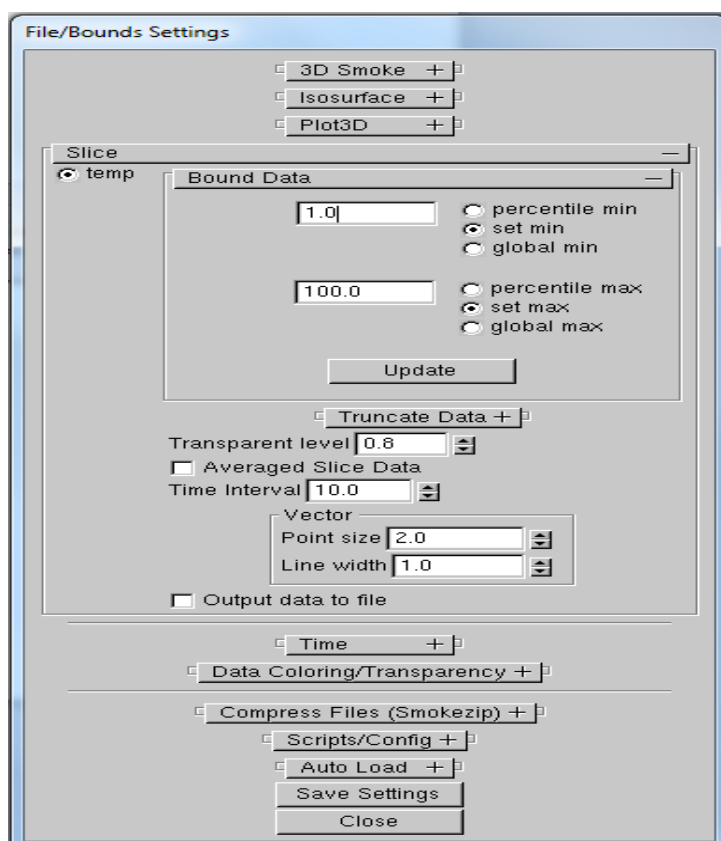 File/Bounds Settings
3D Smoke +
Isosurface +
Plot3D +
Slice —
temp
Bound Data —
1.0
percentile min
set min
global min
100.0
percentile max
set max
global max
Update
Truncate Data +
Transparent level 0.8
Averaged Slice Data
Time Interval 10.0
Vector
Point size 2.0
Line width 1.0
Output data to file
Time +
Data Coloring/Transparency +
Compress Files (Smokezip) +
Scripts/Config +
Auto Load +
Save Settings
Close